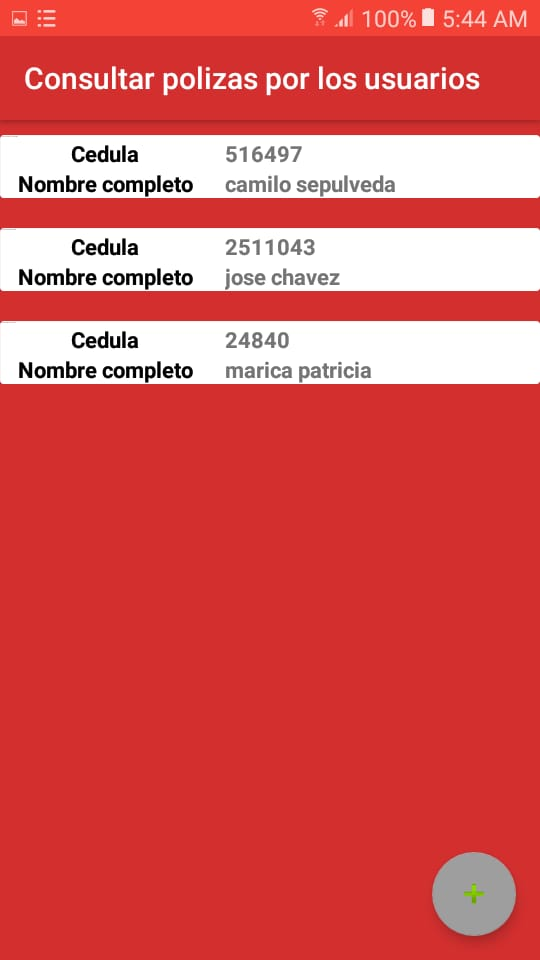 100% 5:44 AM
Consultar polizas por los usuarios
Cedula 516497
Nombre completo camilo sepulveda
Cedula 2511043
Nombre completo jose chavez
Cedula 24840
Nombre completo marica patricia